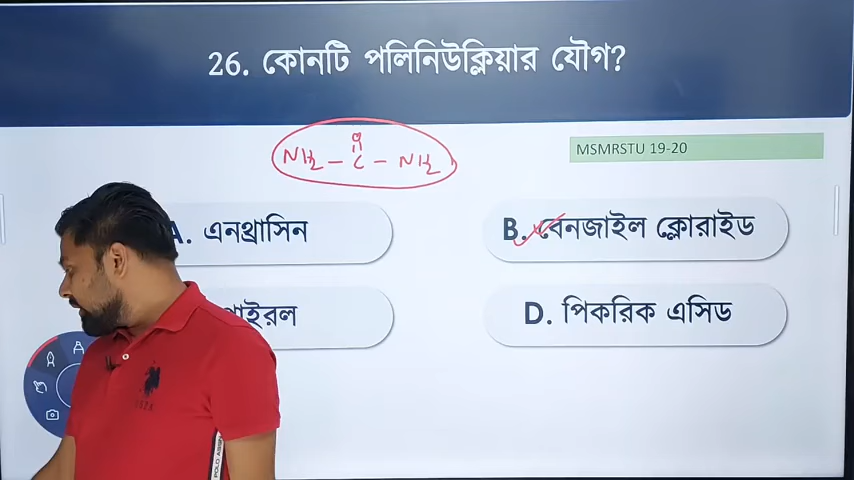 26. কোনটি পলিনিউক্লিয়ার যৌগ?
O
NH2 – C – NH2
MSMRSTU 19-20
A. এনথ্রাসিন
B. বেনজাইল ক্লোরাইড
D. পিকরিক এসিড